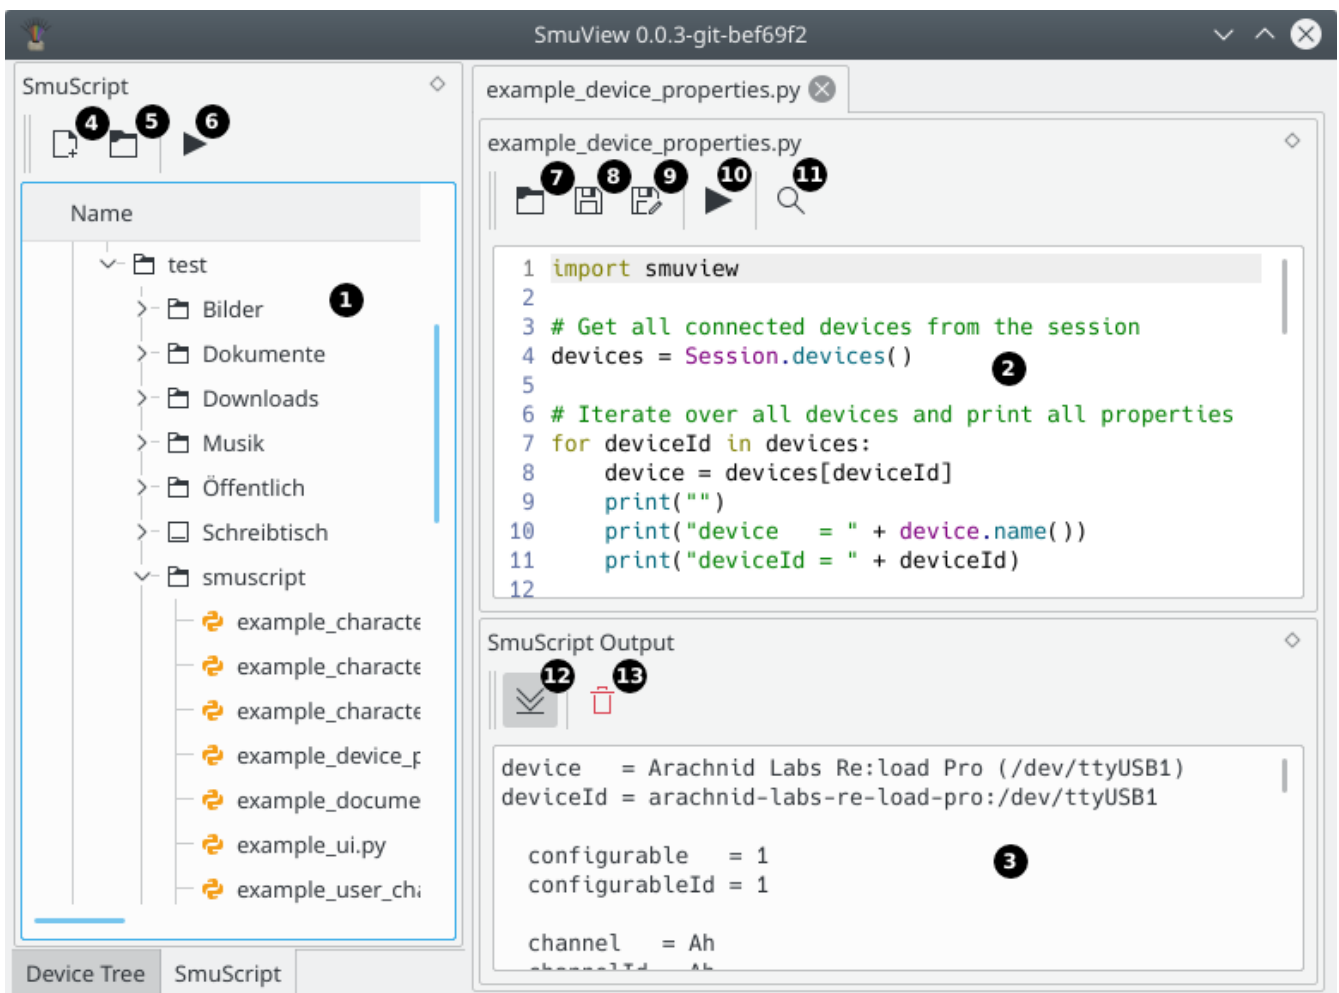 SmuView 0.0.3-git-bef69f2
SmuScript
4 5 6
Name
test
Bilder
1
Dokumente
Downloads
Musik
Öffentlich
Schreibtisch
smuscript
example_characte
example_characte
example_characte
example_device_p
example_docume
example_ui.py
example_user_cha
Device Tree SmuScript
example_device_properties.py
example_device_properties.py
7 8 9 10 11
1 import smuview
2
3 # Get all connected devices from the session
4 devices = Session.devices()
2
5
6 # Iterate over all devices and print all properties
7 for deviceId in devices:
8     device = devices[deviceId]
9     print("")
10     print("device   = " + device.name())
11     print("deviceId = " + deviceId)
12
SmuScript Output
12 13
device   = Arachnid Labs Re:load Pro (/dev/ttyUSB1)
deviceId = arachnid-labs-re-load-pro:/dev/ttyUSB1
configurable   = 1
3
configurableId = 1
channel   = Ah
channelId   Ah